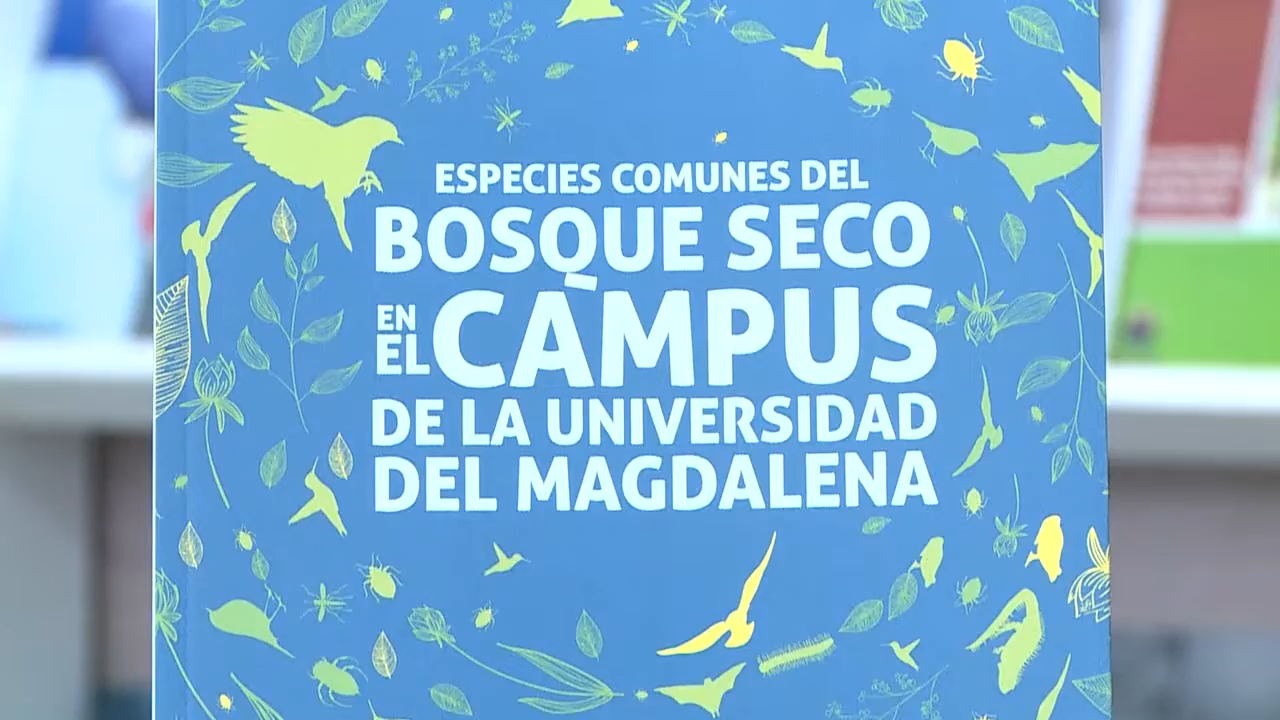 ESPECIES COMUNES DEL
BOSQUE SECO
EN EL CAMPUS
DE LA UNIVERSIDAD
DEL MAGDALENA